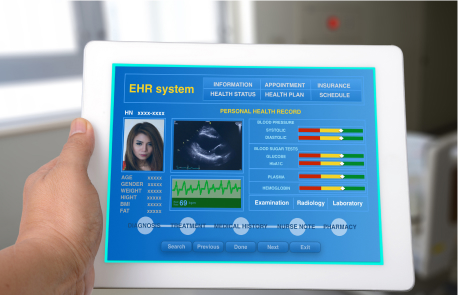 EHR system
INFORMATION APPOINTMENT INSURANCE
HEALTH STATUS HEALTH PLAN SCHEDULE
HN xxxx-xxxx
PERSONAL HEALTH RECORD
BLOOD PRESSURE
SYSTOLIC
DIASTOLIC
BLOOD SUGAR TESTS
GLUCOSE
HbA1C
PLASMA
HEMOGLOBIN
AGE xxxxx
GENDER xxxxx
WEIGHT xxxxx
HIGHT xxxxx
BMI xxxxx
FAT xxxxx
69
Examination Radiology Laboratory
DIAGNOSIS TREATMENT MEDICAL HISTORY NURSE NOTE PHARMACY
Search Previous Done Next Exit